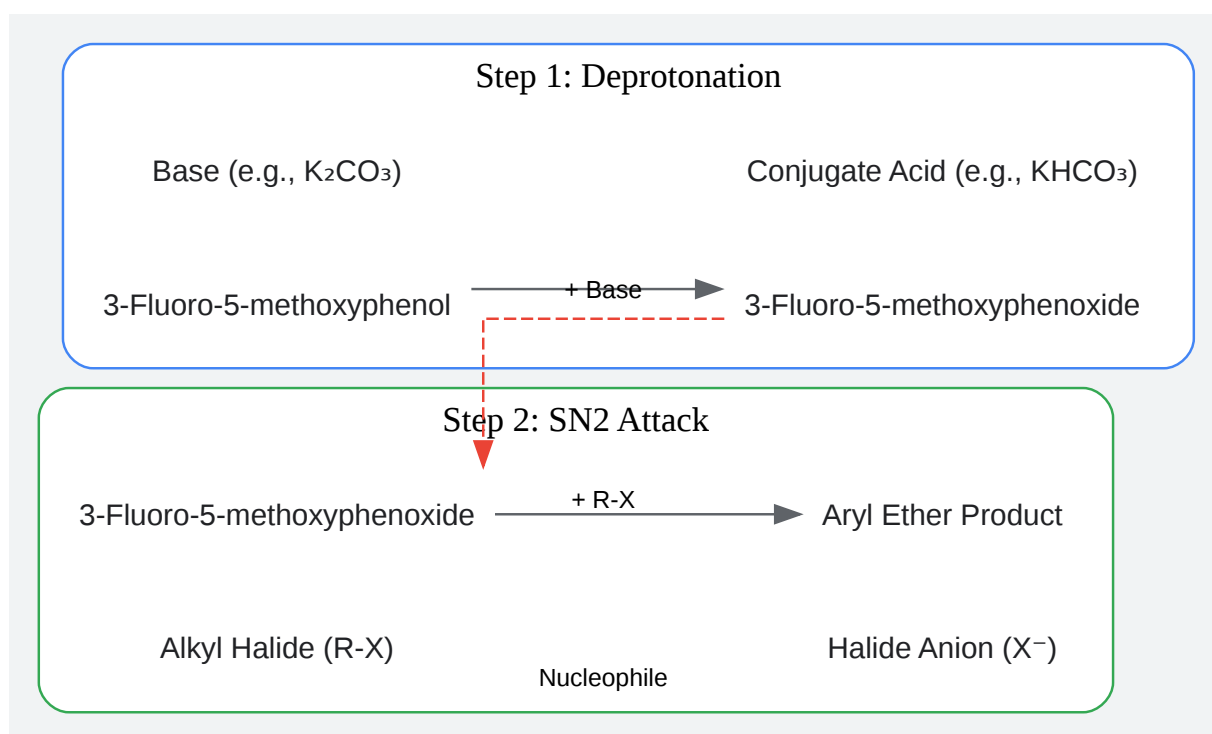 Step 1: Deprotonation
Base (e.g., K₂CO₃)
Conjugate Acid (e.g., KHCO₃)
3-Fluoro-5-methoxyphenol
+ Base
3-Fluoro-5-methoxyphenoxide
Step 2: SN2 Attack
3-Fluoro-5-methoxyphenoxide
+ R-X
Aryl Ether Product
Alkyl Halide (R-X)
Halide Anion (X⁻)
Nucleophile